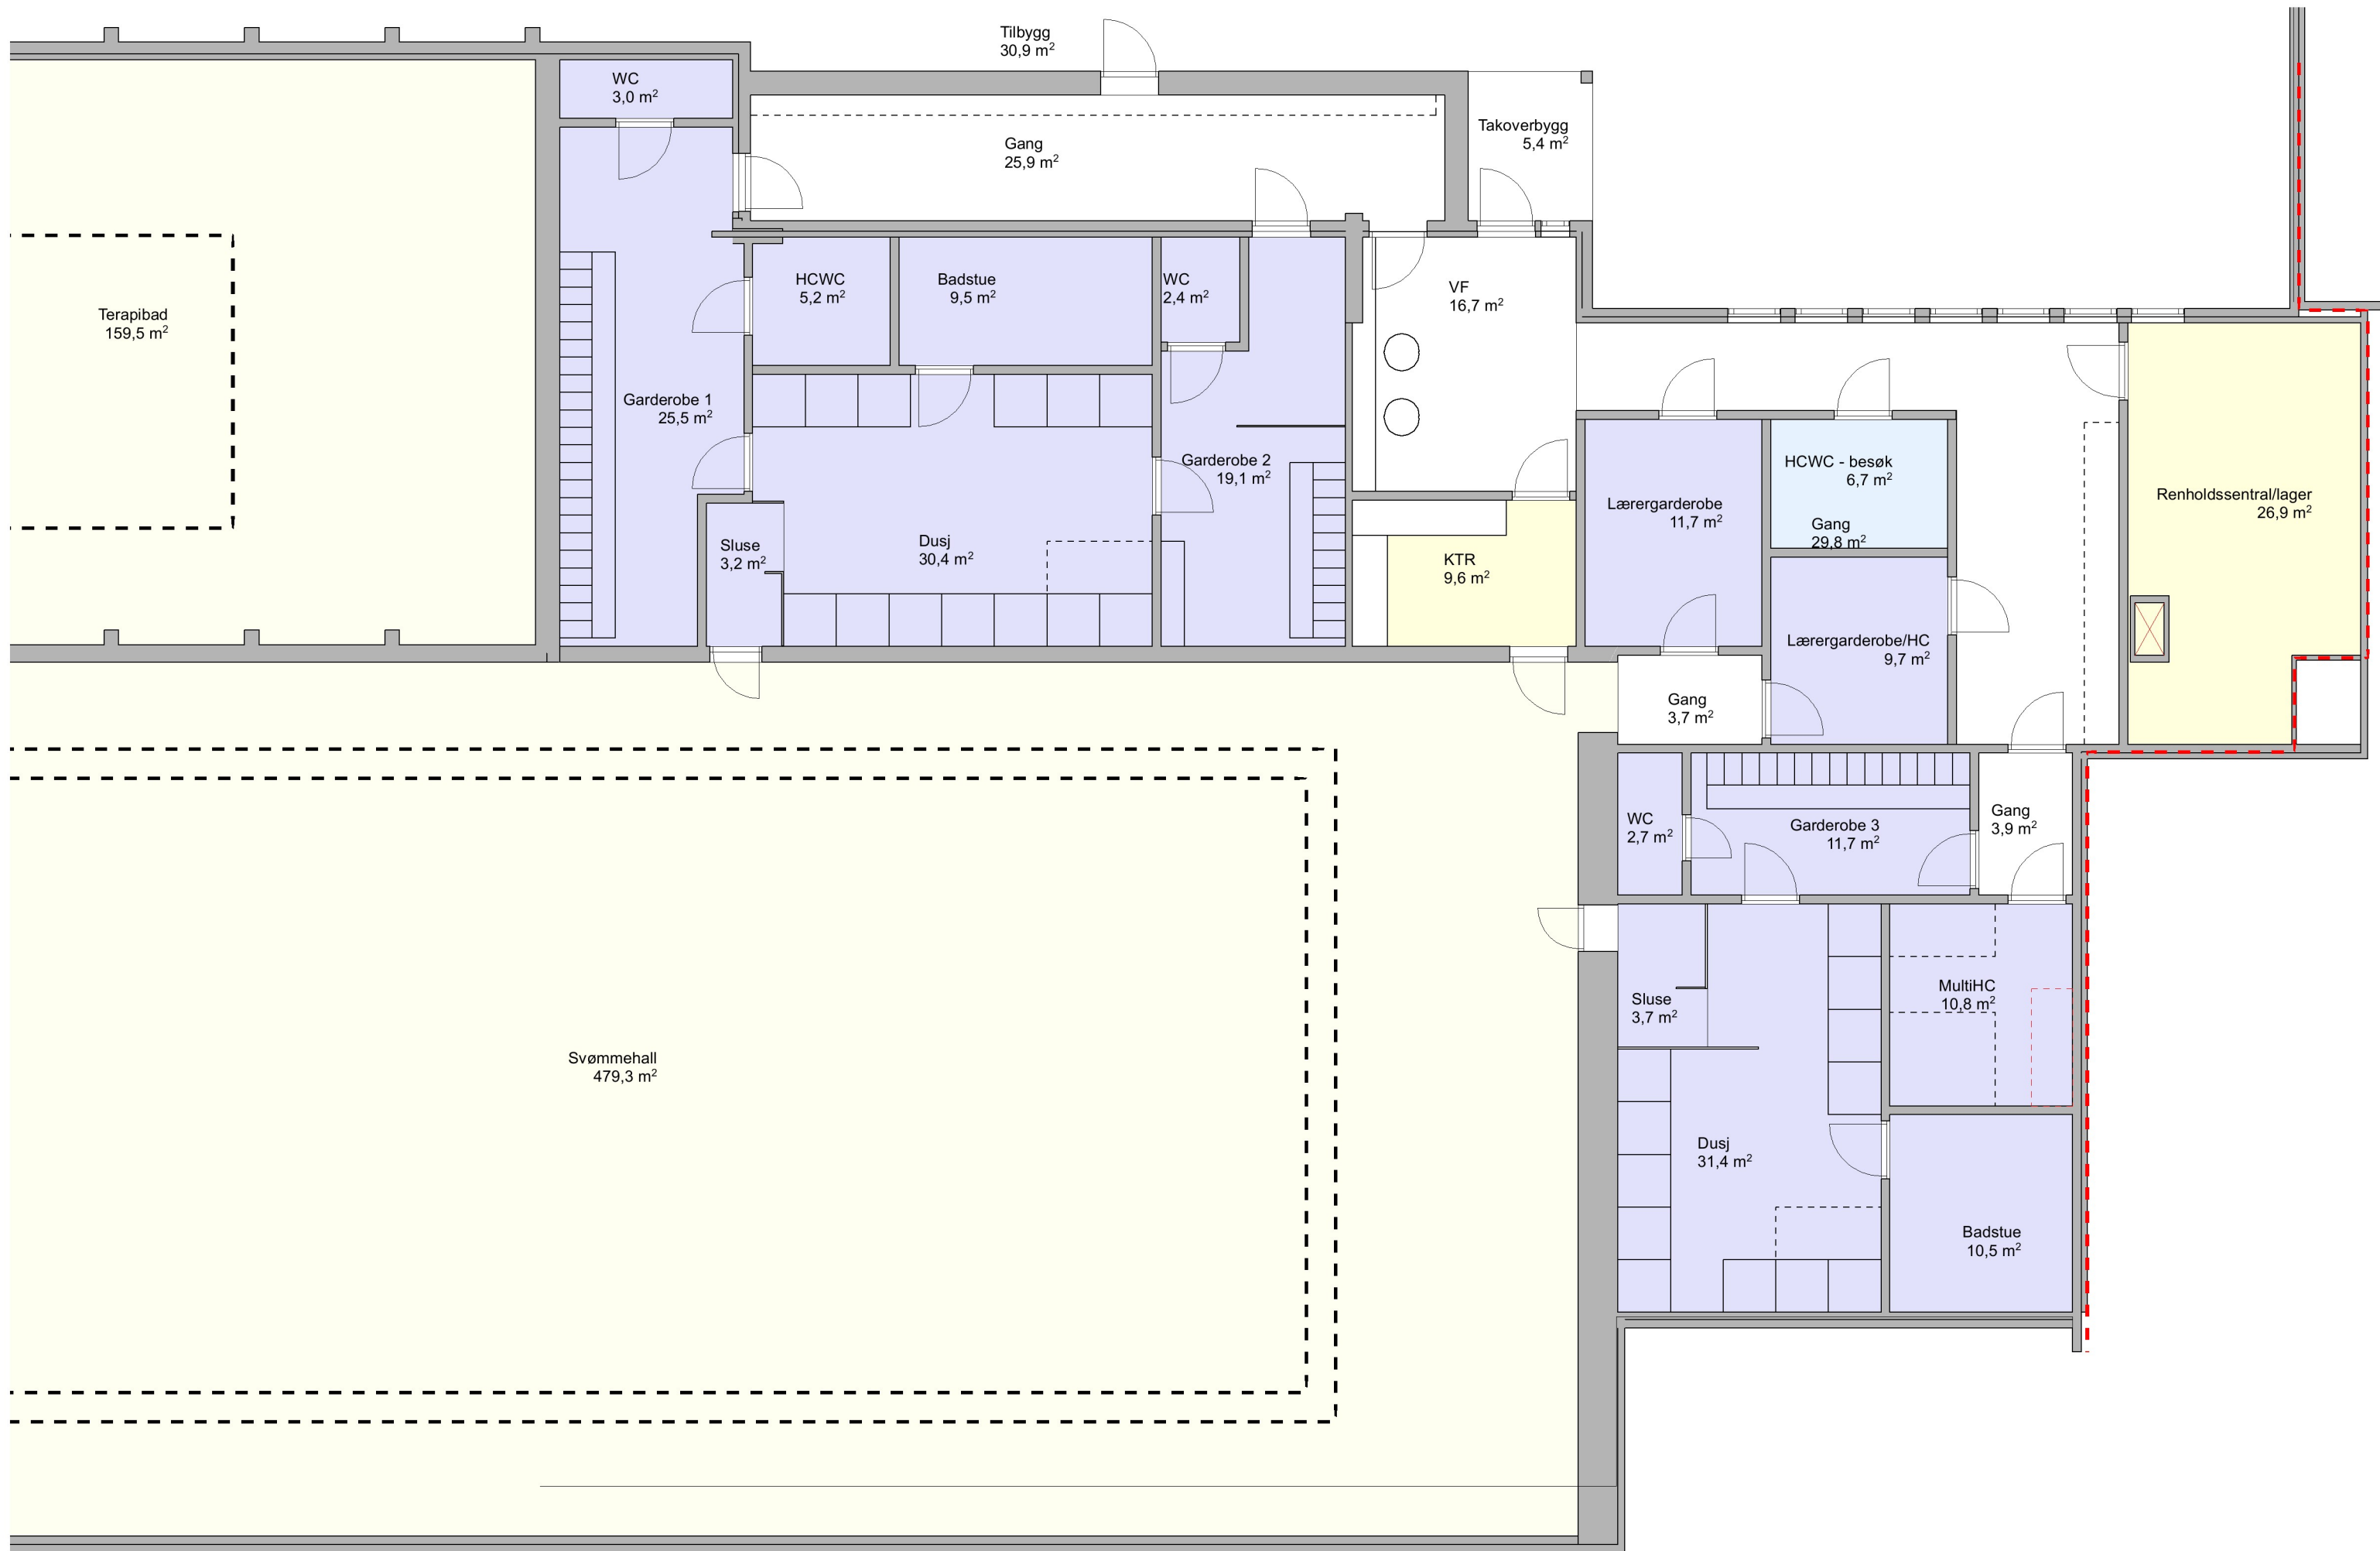 Tilbygg
30,9 m²
WC
3,0 m²
Takoverbygg
5,4 m²
Gang
25,9 m²
Terapibad
159,5 m²
HCWC
5,2 m²
Badstue
9,5 m²
WC
2,4 m²
VF
16,7 m²
Garderobe 1
25,5 m²
Garderobe 2
19,1 m²
HCWC - besøk
6,7 m²
Lærergarderobe
11,7 m²
Gang
29,8 m²
Renholdssentral/lager
26,9 m²
Sluse
3,2 m²
Dusj
30,4 m²
KTR
9,6 m²
Lærergarderobe/HC
9,7 m²
Gang
3,7 m²
WC
2,7 m²
Garderobe 3
11,7 m²
Gang
3,9 m²
Sluse
3,7 m²
MultiHC
10,8 m²
Svømmehall
479,3 m²
Dusj
31,4 m²
Badstue
10,5 m²